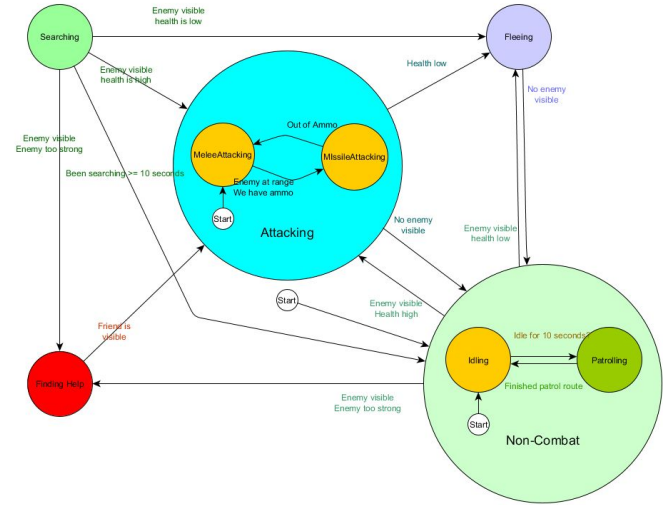 Enemy visible
health is low
Searching
Fleeing
Enemy visible
health is high
Health low
No enemy
visible
Out of Ammo
Enemy visible
Enemy too strong
MeleeAttacking
MIssileAttacking
Been searching >= 10 seconds
Enemy at range
We have ammo
Start
Attacking
No enemy
visible
Enemy visible
health low
Start
Enemy visible
Health high
Friend is
visible
Idle for 10 seconds?
Idling
Patrolling
Finding Help
Finished patrol route
Enemy visible
Enemy too strong
Start
Non-Combat